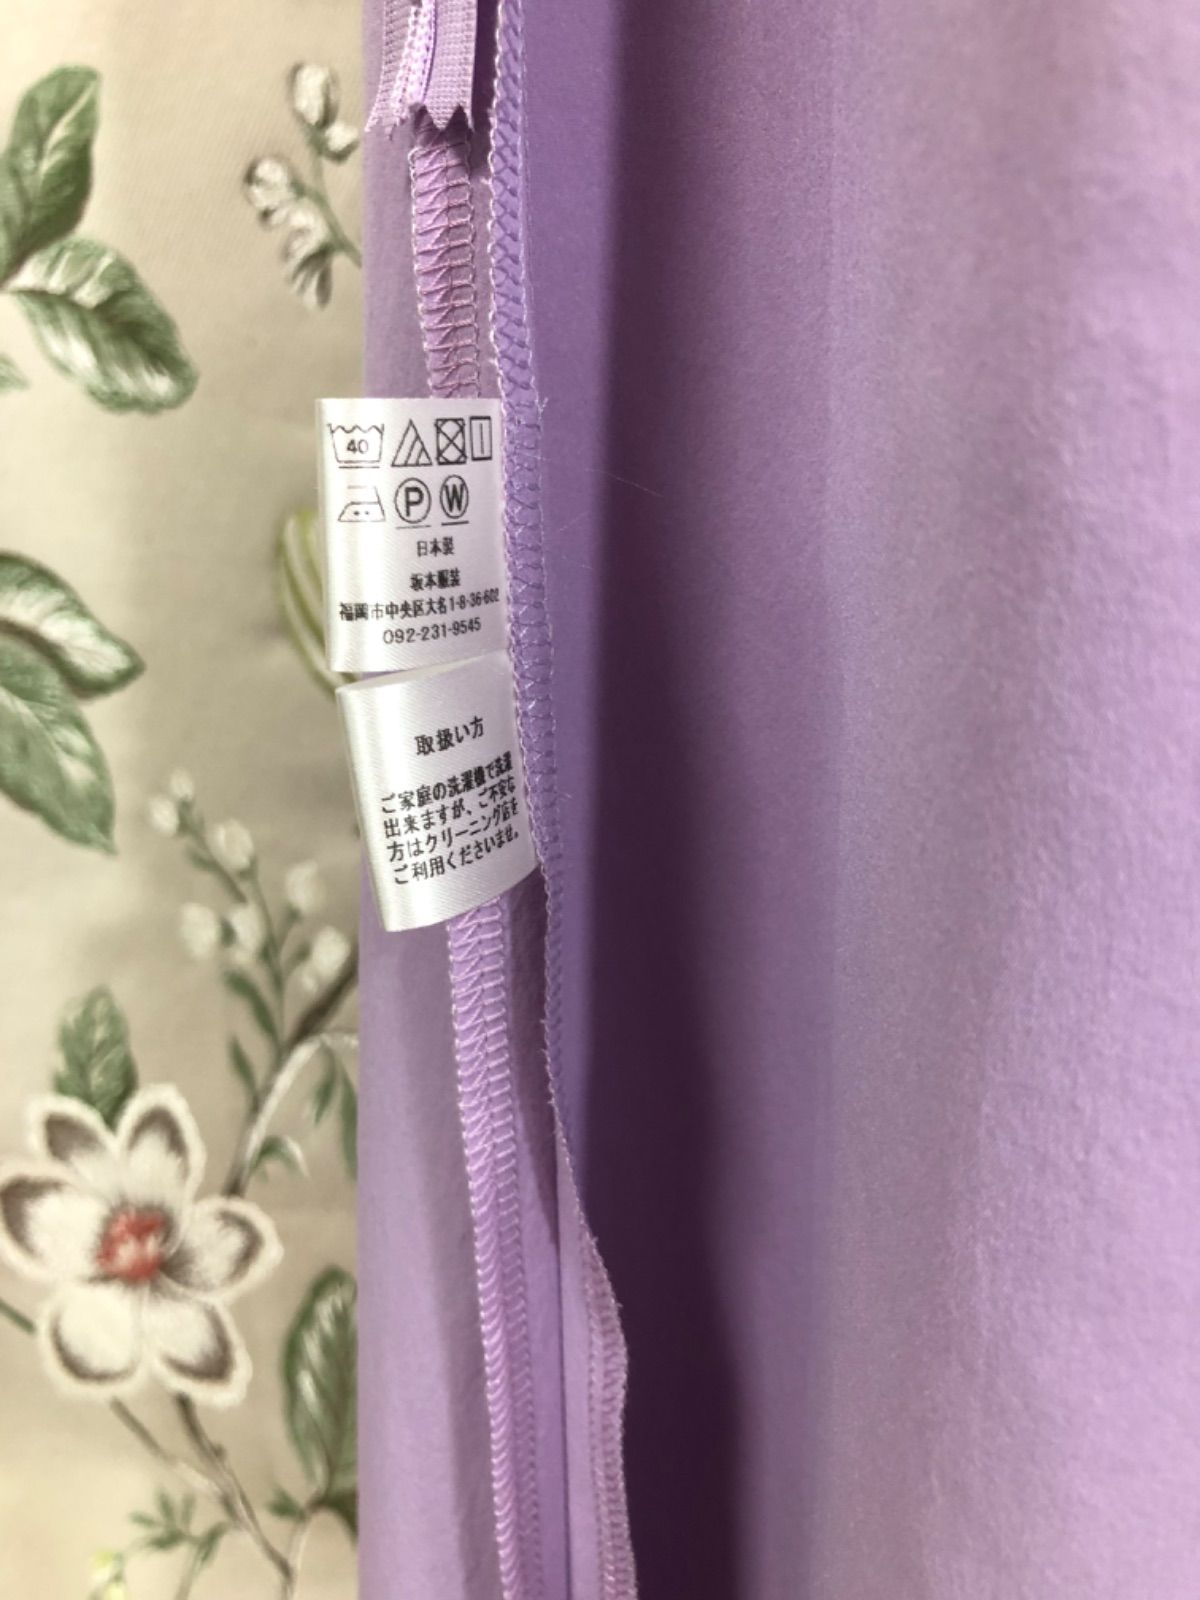 40
P W
日本製
坂本服装
福岡市中央区大名1-8-36-602
092-231-9545
取扱い方
ご家庭の洗濯機で洗濯
出来ますが、ご不安な
方はクリーニング店を
ご利用くださいませ。